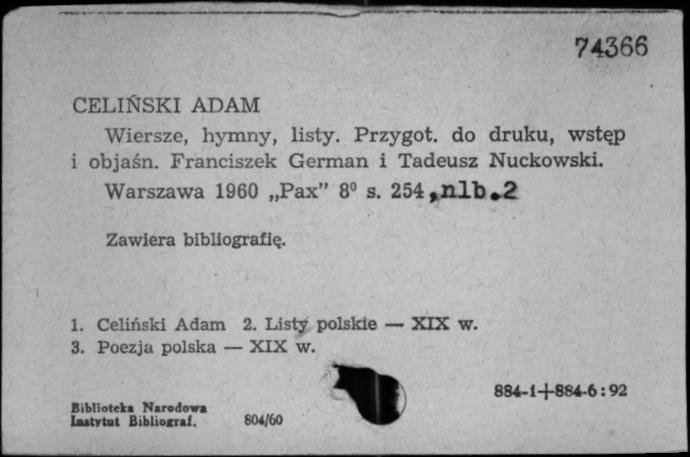 74366
CELIŃSKI ADAM
Wiersze, hymny, listy. Przygot. do druku, wstęp
i objaśn. Franciszek German i Tadeusz Nuckowski.
Warszawa 1960 „Pax” 8⁰ s. 254, nlb.2
Zawiera bibliografię.
1. Celiński Adam 2. Listy polskie — XIX w.
3. Poezja polska — XIX w.
884-1+884-6:92
Biblioteka Narodowa
Instytut Bibliograf. 804/60